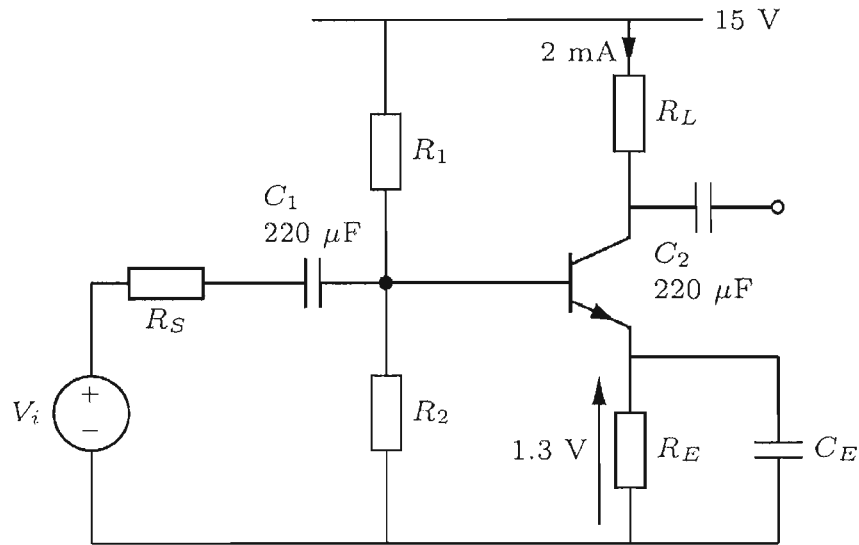 15 V
2 mA
R_L
R_1
C_1
220 μF
C_2
220 μF
R_S
V_i
+
−
R_2
1.3 V
R_E
C_E